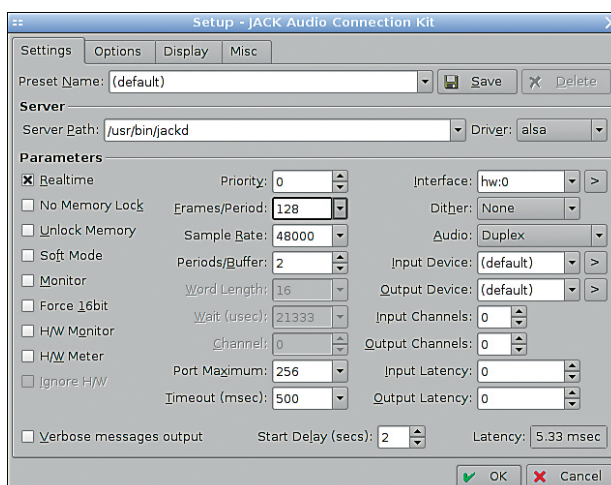 Setup - JACK Audio Connection Kit
Settings Options Display Misc
Preset Name: (default) Save Delete
Server
Server Path: /usr/bin/jackd Driver: alsa
Parameters
Realtime Priority: 0 Interface: hw:0 >
No Memory Lock Frames/Period: 128 Dither: None
Unlock Memory Sample Rate: 48000 Audio: Duplex
Soft Mode Periods/Buffer: 2 Input Device: (default) >
Monitor Word Length: 16 Output Device: (default) >
Force 16bit Wait (usec): 21333 Input Channels: 0
H/W Monitor Channel: 0 Output Channels: 0
H/W Meter Port Maximum: 256 Input Latency: 0
Ignore H/W Timeout (msec): 500 Output Latency: 0
Verbose messages output Start Delay (secs): 2 Latency: 5.33 msec
OK Cancel